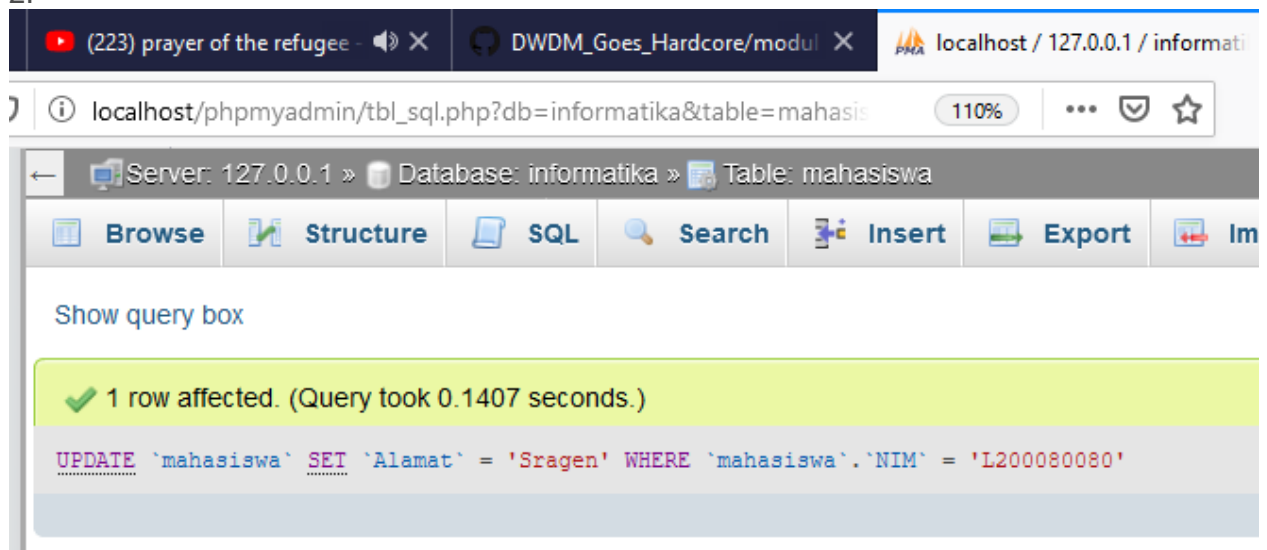 2.
(223) prayer of the refugee -
DWDM_Goes_Hardcore/modul
PMA localhost / 127.0.0.1 / informati
localhost/phpmyadmin/tbl_sql.php?db=informatika&table=mahasis
110%
Server: 127.0.0.1 » Database: informatika » Table: mahasiswa
Browse Structure SQL Search Insert Export Im
Show query box
1 row affected. (Query took 0.1407 seconds.)
UPDATE `mahasiswa` SET `Alamat` = 'Sragen' WHERE `mahasiswa`.`NIM` = 'L200080080'